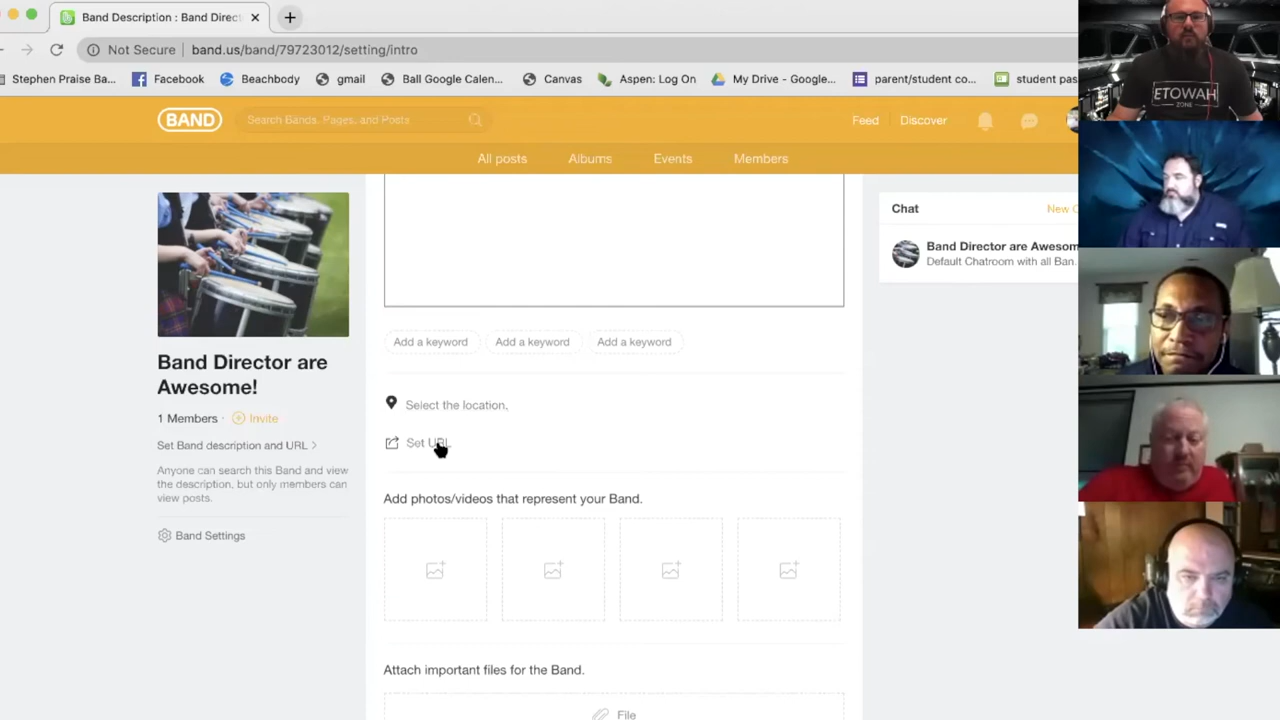 Band Description : Band Direct
Not Secure
band.us/band/79723012/setting/intro
Stephen Praise Ba...
Facebook
Beachbody
gmail
Ball Google Calen...
Canvas
Aspen: Log On
My Drive - Google...
parent/student co...
student pas
BAND
Search Bands, Pages, and Posts
Feed
Discover
All posts
Albums
Events
Members
Band Director are
Awesome!
1 Members
Invite
Set Band description and URL
Anyone can search this Band and view
the description, but only members can
view posts.
Band Settings
Add a keyword
Add a keyword
Add a keyword
Select the location,
Set URL
Add photos/videos that represent your Band.
Attach important files for the Band.
File
Chat
New C
Band Director are Awesom
Default Chatroom with all Ban.
ETOWAH
ZONE